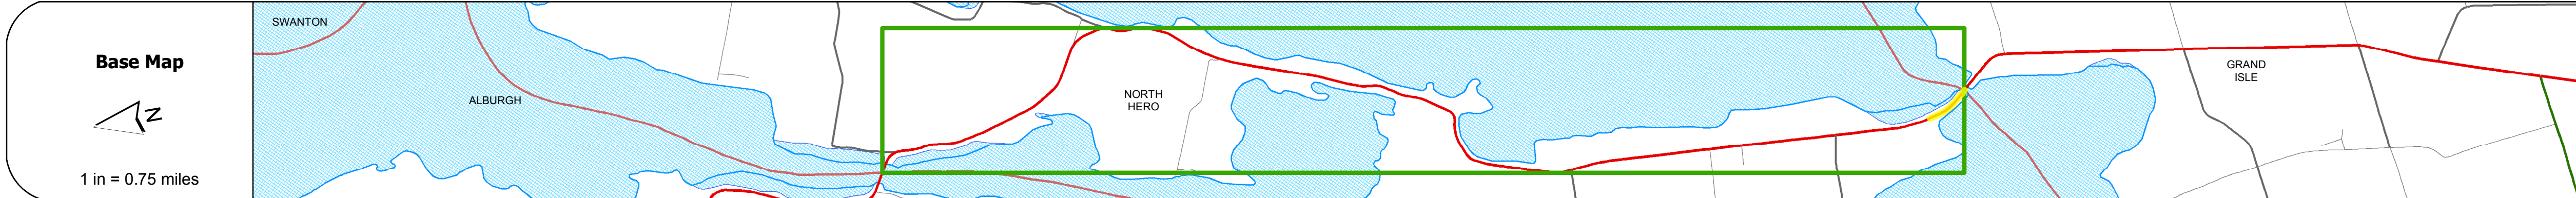 Base Map
N
1 in = 0.75 miles
SWANTON
ALBURGH
NORTH
HERO
GRAND
ISLE